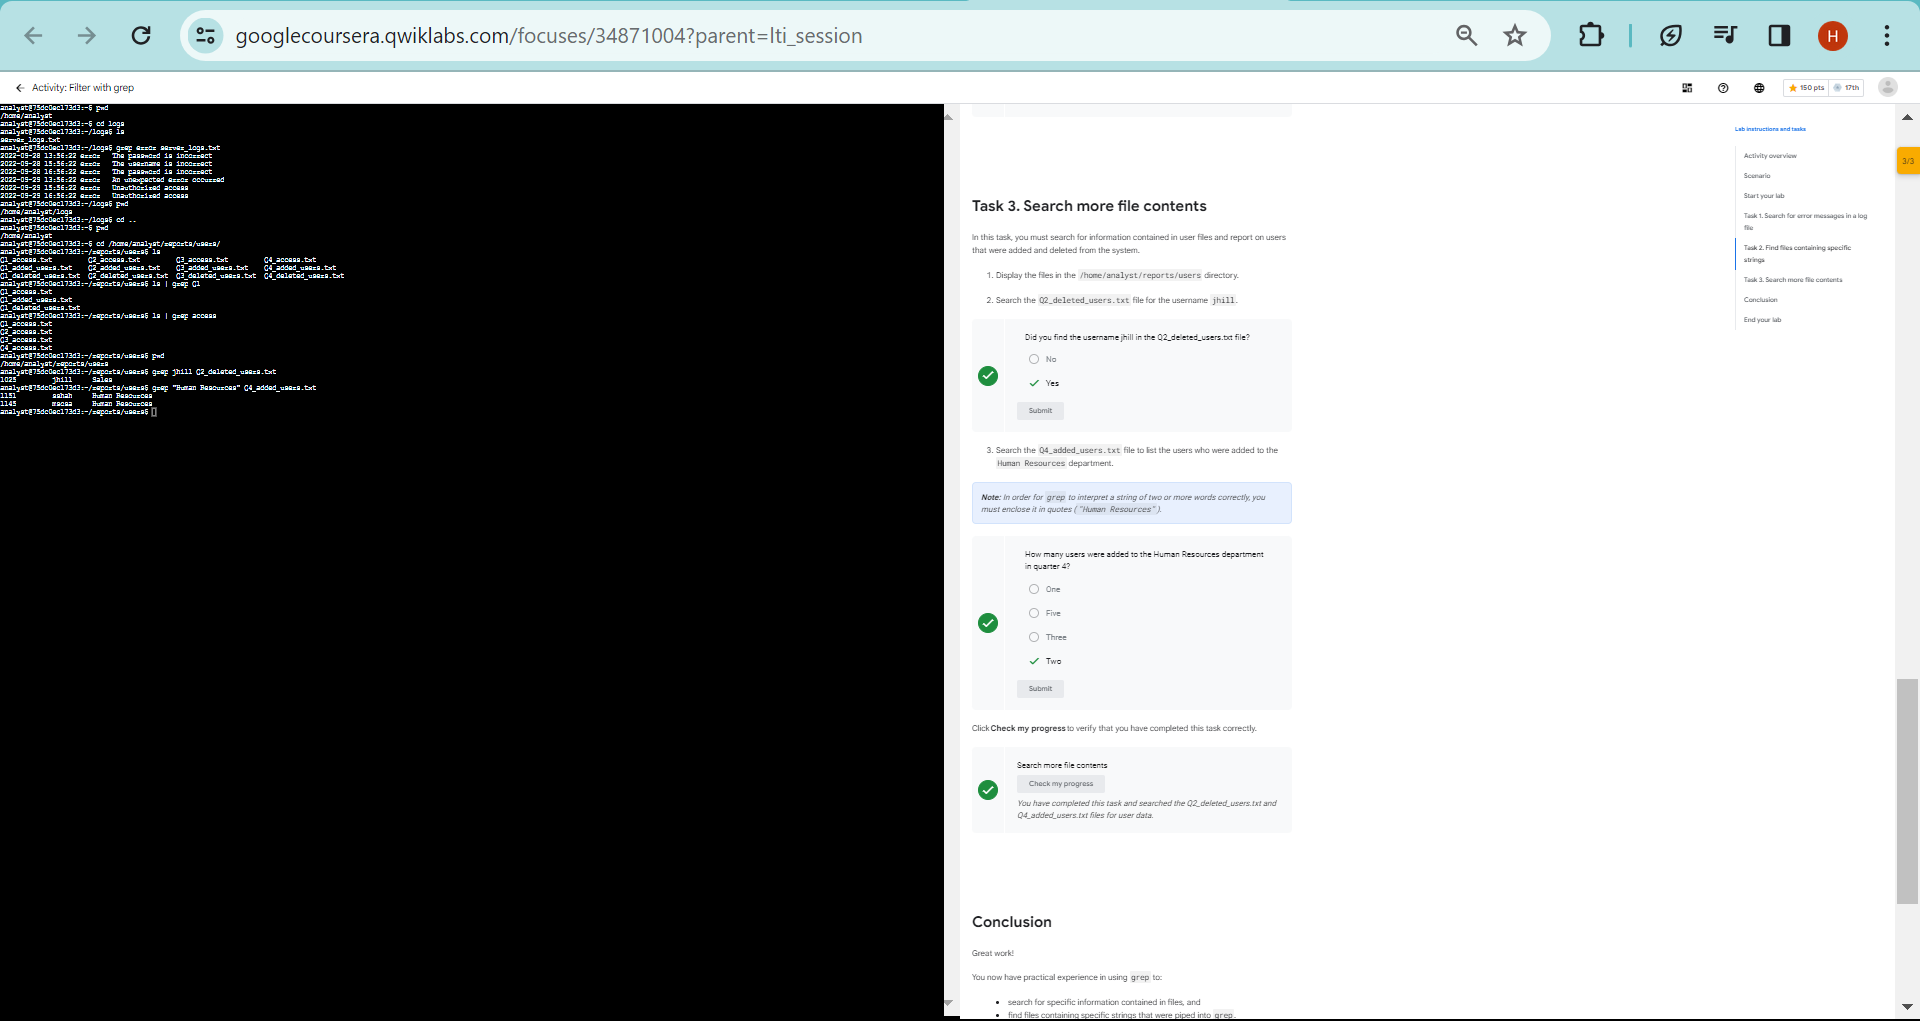 googlecoursera.qwiklabs.com/focuses/34871004?parent=lti_session
H
Activity: Filter with grep
150 pts
17th
analyst@75dc0ec173d3:~$ pwd
/home/analyst
analyst@75dc0ec173d3:~$ cd logs
analyst@75dc0ec173d3:~/logs$ ls
server_logs.txt
analyst@75dc0ec173d3:~/logs$ grep error server_logs.txt
2022-09-28 13:56:22 error   The password is incorrect
2022-09-28 15:56:22 error   The username is incorrect
2022-09-28 16:56:22 error   The password is incorrect
2022-09-29 13:56:22 error   An unexpected error occurred
2022-09-29 15:56:22 error   Unauthorized access
2022-09-29 16:56:22 error   Unauthorized access
analyst@75dc0ec173d3:~/logs$ pwd
/home/analyst/logs
analyst@75dc0ec173d3:~/logs$ cd ..
analyst@75dc0ec173d3:~$ pwd
/home/analyst
analyst@75dc0ec173d3:~$ cd /home/analyst/reports/users/
analyst@75dc0ec173d3:~/reports/users$ ls
Q1_access.txt  Q2_access.txt  Q3_access.txt  Q4_access.txt
Q1_added_users.txt  Q2_added_users.txt  Q3_added_users.txt  Q4_added_users.txt
Q1_deleted_users.txt  Q2_deleted_users.txt  Q3_deleted_users.txt  Q4_deleted_users.txt
analyst@75dc0ec173d3:~/reports/users$ ls | grep Q1
Q1_access.txt
Q1_added_users.txt
Q1_deleted_users.txt
analyst@75dc0ec173d3:~/reports/users$ ls | grep access
Q1_access.txt
Q2_access.txt
Q3_access.txt
Q4_access.txt
analyst@75dc0ec173d3:~/reports/users$ pwd
/home/analyst/reports/users
analyst@75dc0ec173d3:~/reports/users$ grep jhill Q2_deleted_users.txt
1025   jhill   Sales
analyst@75dc0ec173d3:~/reports/users$ grep "Human Resources" Q4_added_users.txt
1151   sshah   Human Resources
1145   msosa   Human Resources
analyst@75dc0ec173d3:~/reports/users$
Task 3. Search more file contents
In this task, you must search for information contained in user files and report on users
that were added and deleted from the system.
1. Display the files in the /home/analyst/reports/users directory.
2. Search the Q2_deleted_users.txt file for the username jhill.
Did you find the username jhill in the Q2_deleted_users.txt file?
No
Yes
Submit
3. Search the Q4_added_users.txt file to list the users who were added to the
Human Resources department.
Note: In order for grep to interpret a string of two or more words correctly, you
must enclose it in quotes ("Human Resources").
How many users were added to the Human Resources department
in quarter 4?
One
Five
Three
Two
Submit
Click Check my progress to verify that you have completed this task correctly.
Search more file contents
Check my progress
You have completed this task and searched the Q2_deleted_users.txt and
Q4_added_users.txt files for user data.
Conclusion
Great work!
You now have practical experience in using grep to:
• search for specific information contained in files, and
• find files containing specific strings that were piped into grep.
Lab instructions and tasks
Activity overview
Scenario
Start your lab
Task 1. Search for error messages in a log
file
Task 2. Find files containing specific
strings
Task 3. Search more file contents
Conclusion
End your lab
3/3